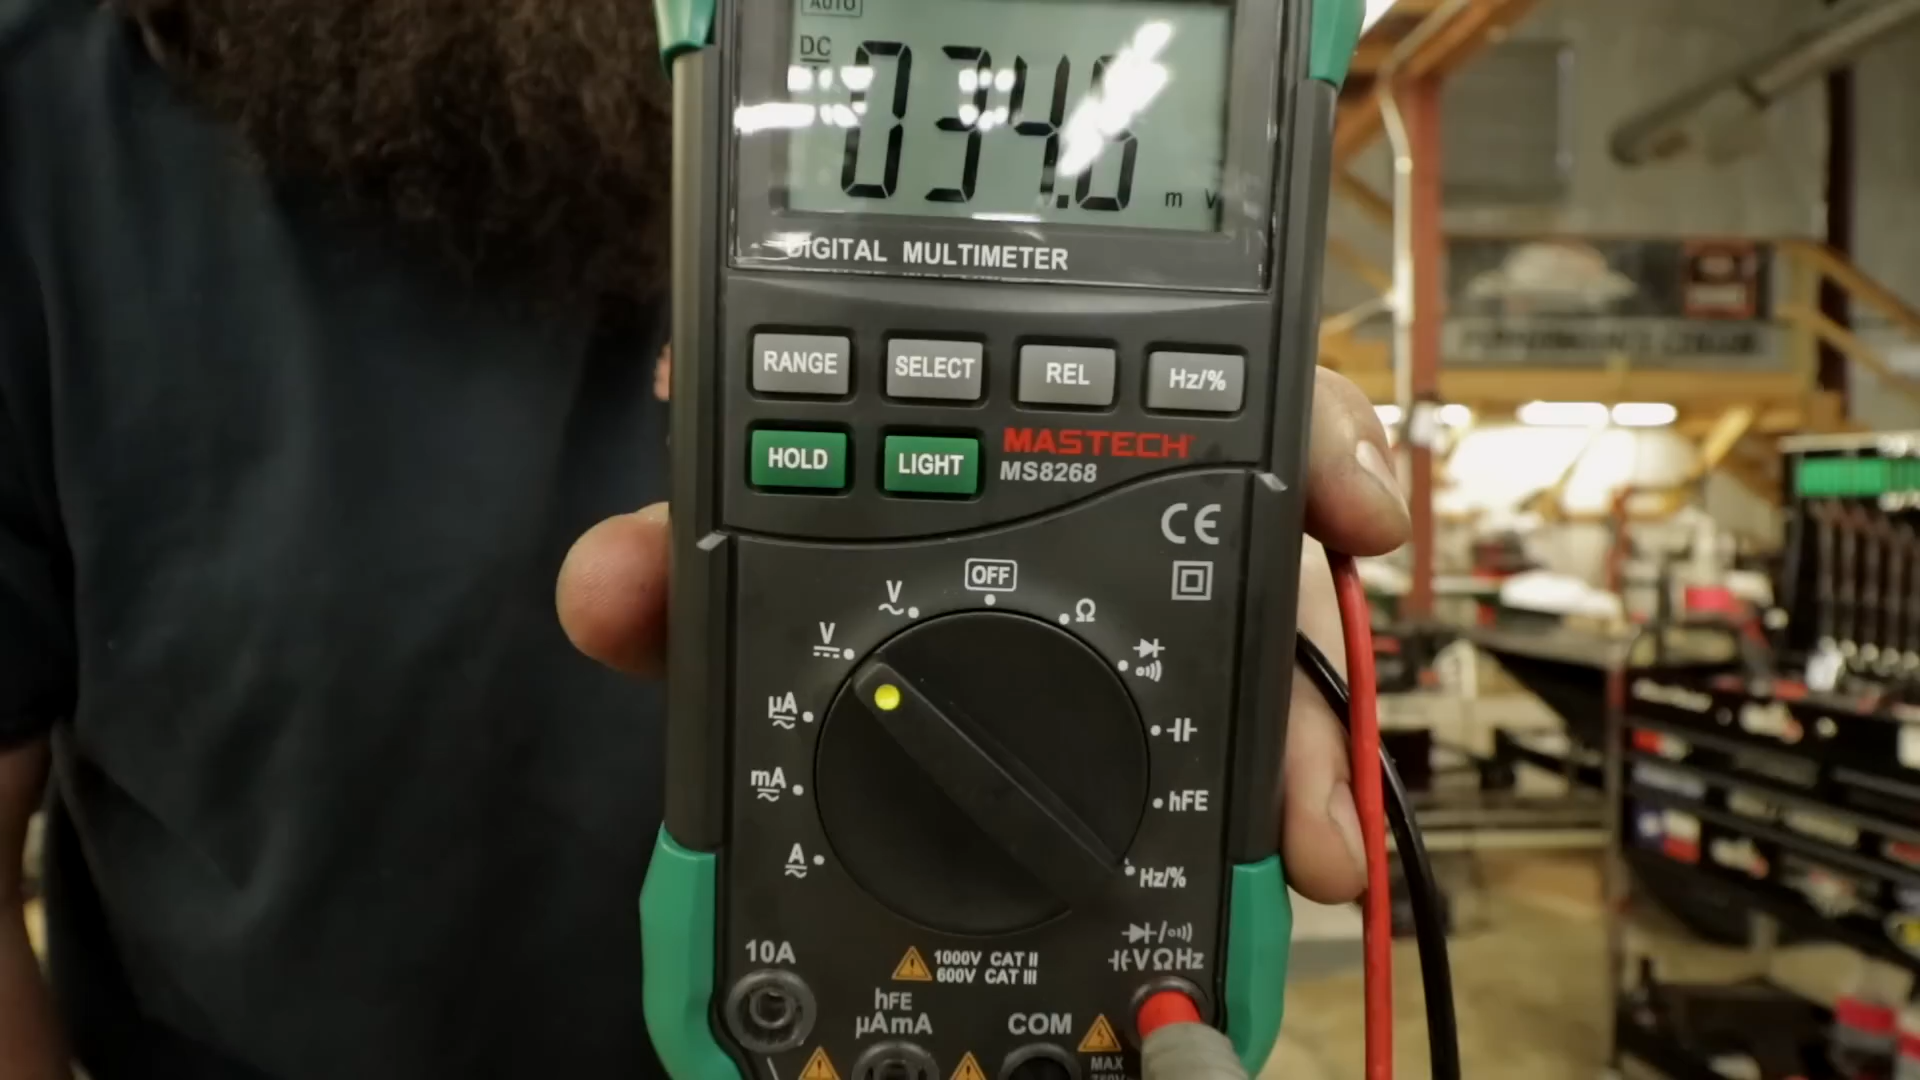 AUTO
DC
034.6
m V
DIGITAL MULTIMETER
RANGE
SELECT
REL
Hz/%
HOLD
LIGHT
MASTECH
MS8268
CE
OFF
V
V
Ω
µA
mA
hFE
A
Hz/%
10A
1000V CAT II
600V CAT III
VΩHz
hFE
µAmA
COM
MAX